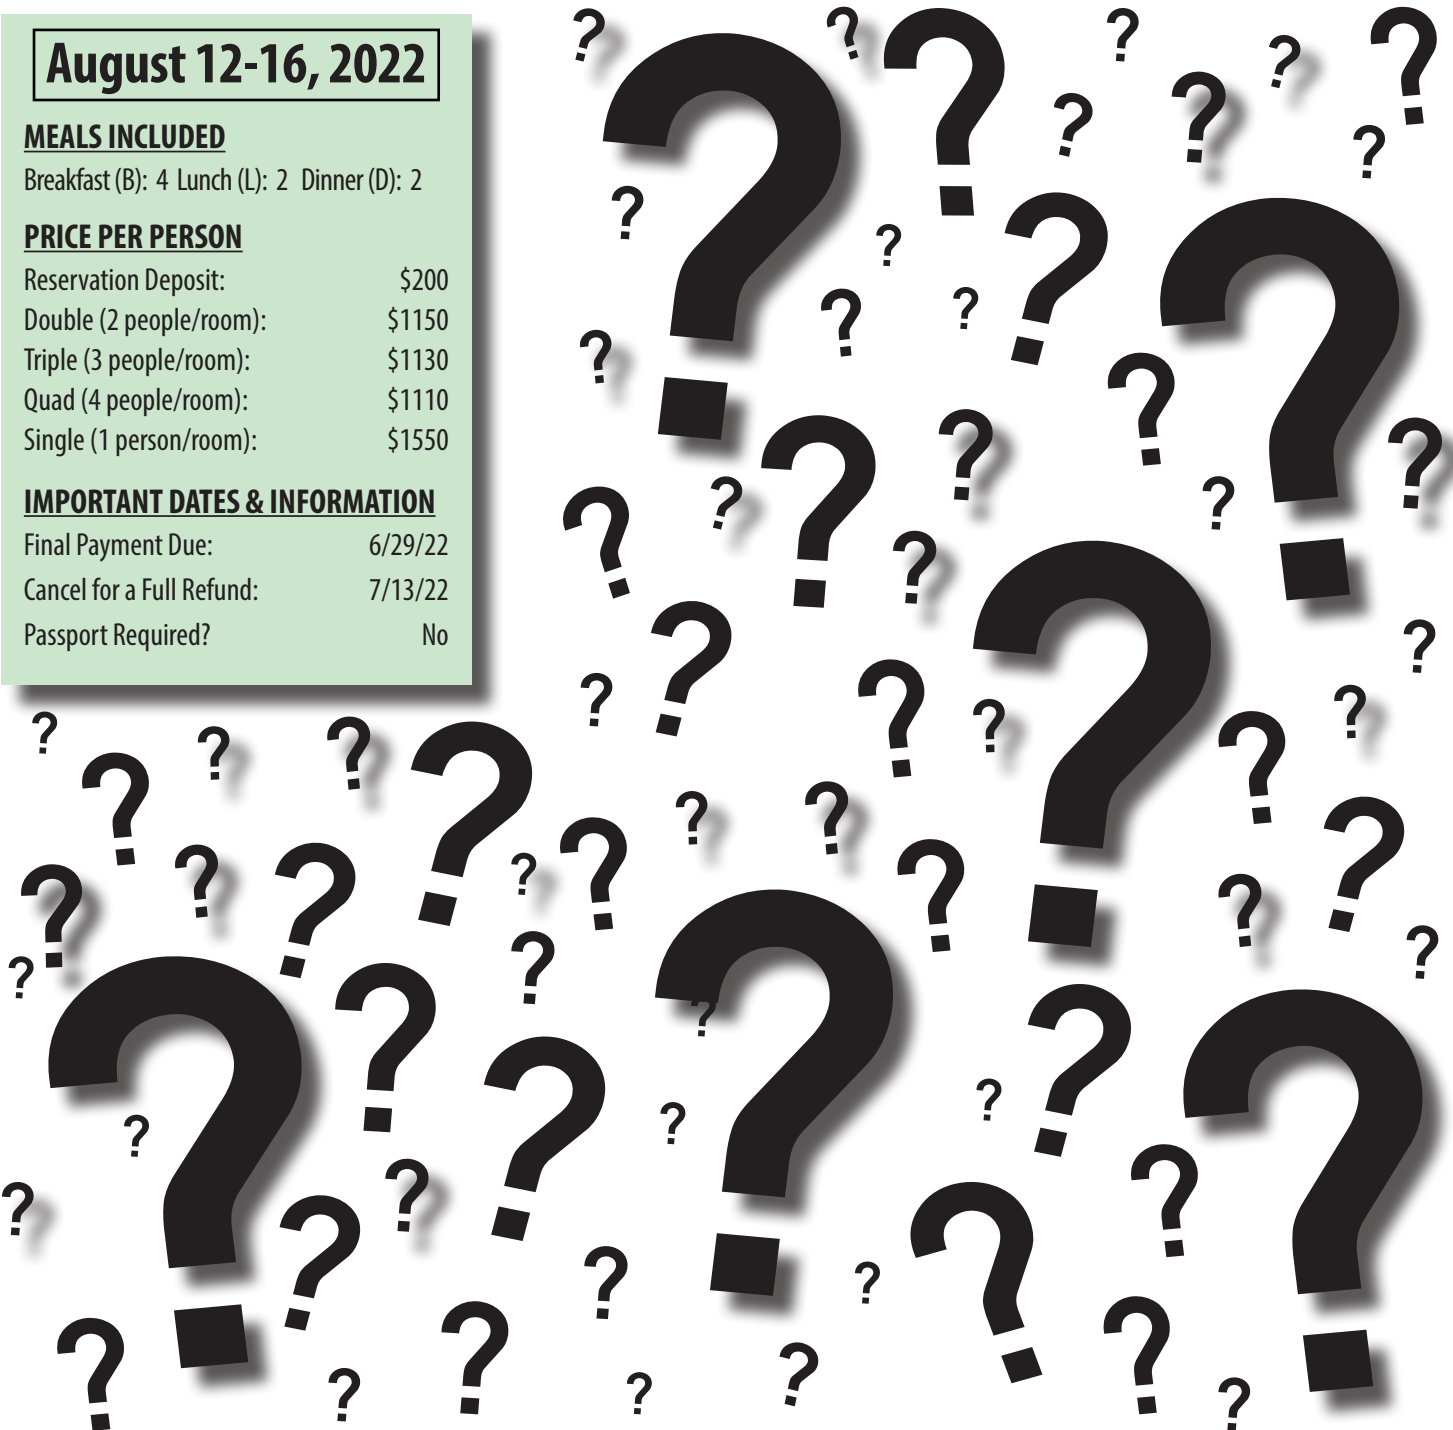 August 12-16, 2022
MEALS INCLUDED
Breakfast (B): 4 Lunch (L): 2 Dinner (D): 2
PRICE PER PERSON
Reservation Deposit: $200
Double (2 people/room): $1150
Triple (3 people/room): $1130
Quad (4 people/room): $1110
Single (1 person/room): $1550
IMPORTANT DATES & INFORMATION
Final Payment Due: 6/29/22
Cancel for a Full Refund: 7/13/22
Passport Required? No